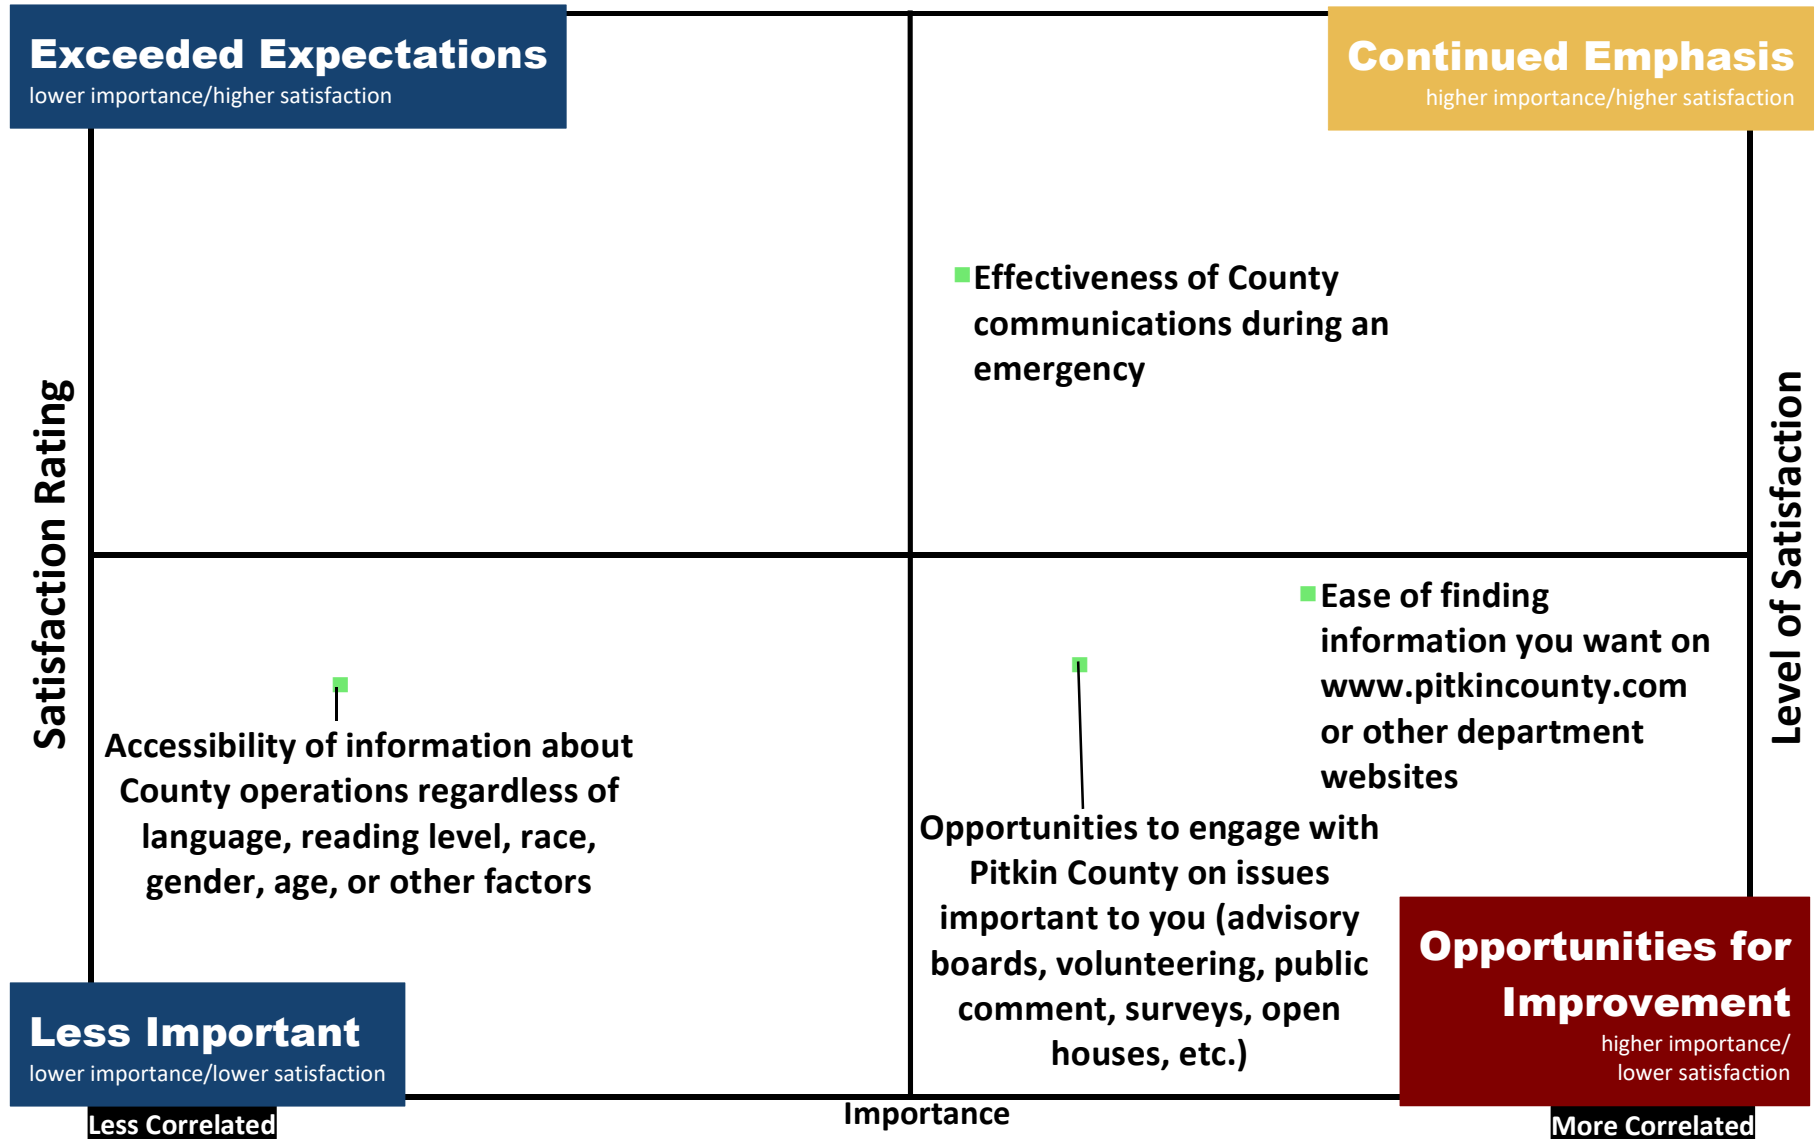 Exceeded Expectations
lower importance/higher satisfaction
Continued Emphasis
higher importance/higher satisfaction
Satisfaction Rating
Level of Satisfaction
Effectiveness of County
communications during an
emergency
Ease of finding
information you want on
www.pitkincounty.com
or other department
websites
Accessibility of information about
County operations regardless of
language, reading level, race,
gender, age, or other factors
Opportunities to engage with
Pitkin County on issues
important to you (advisory
boards, volunteering, public
comment, surveys, open
houses, etc.)
Less Important
lower importance/lower satisfaction
Opportunities for
Improvement
higher importance/
lower satisfaction
Less Correlated
Importance
More Correlated